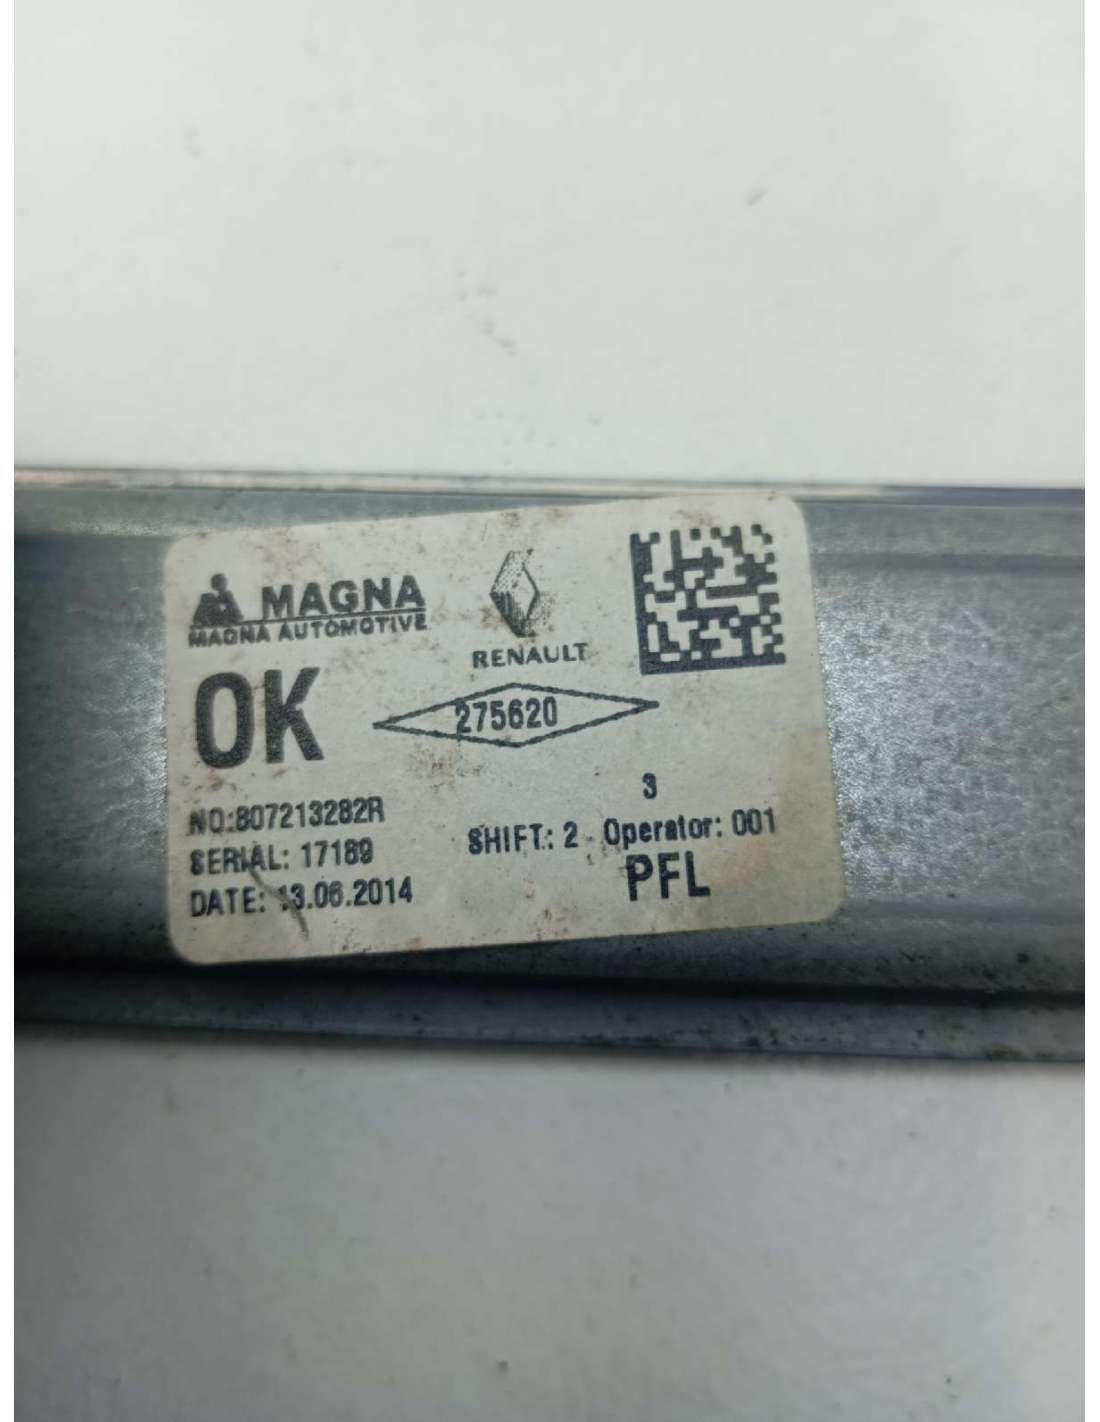 MAGNA
MAGNA AUTOMOTIVE
RENAULT
OK
275620
NO:807213282R
SERIAL: 17189
DATE: 13.06.2014
3
SHIFT: 2 Operator: 001
PFL